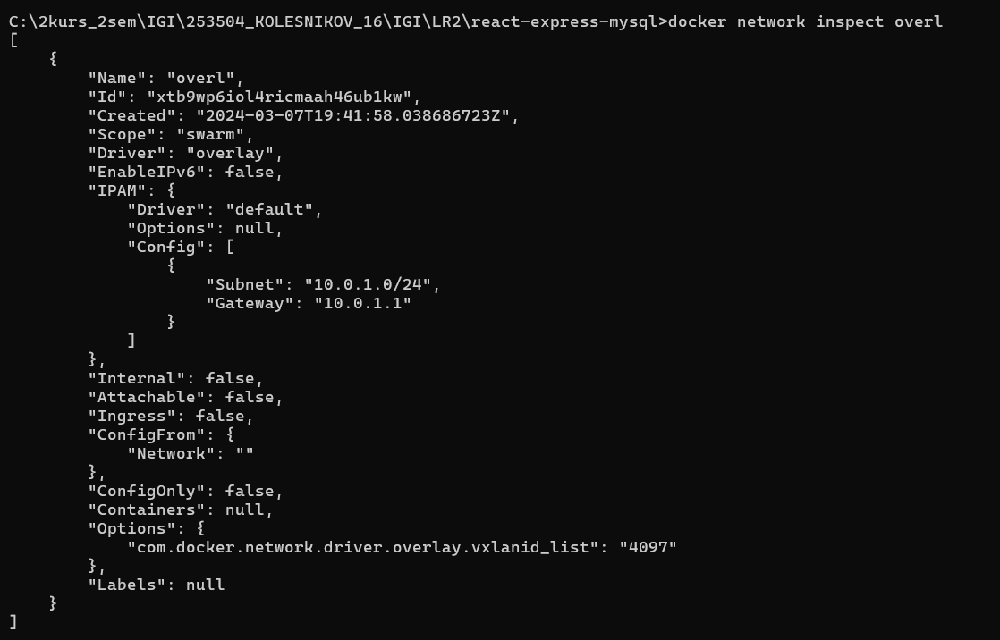 C:\2kurs_2sem\IGI\253504_KOLESNIKOV_16\IGI\LR2\react-express-mysql>docker network inspect overl
[
    {
        "Name": "overl",
        "Id": "xtb9wp6iol4ricmaah46ub1kw",
        "Created": "2024-03-07T19:41:58.038686723Z",
        "Scope": "swarm",
        "Driver": "overlay",
        "EnableIPv6": false,
        "IPAM": {
            "Driver": "default",
            "Options": null,
            "Config": [
                {
                    "Subnet": "10.0.1.0/24",
                    "Gateway": "10.0.1.1"
                }
            ]
        },
        "Internal": false,
        "Attachable": false,
        "Ingress": false,
        "ConfigFrom": {
            "Network": ""
        },
        "ConfigOnly": false,
        "Containers": null,
        "Options": {
            "com.docker.network.driver.overlay.vxlanid_list": "4097"
        },
        "Labels": null
    }
]